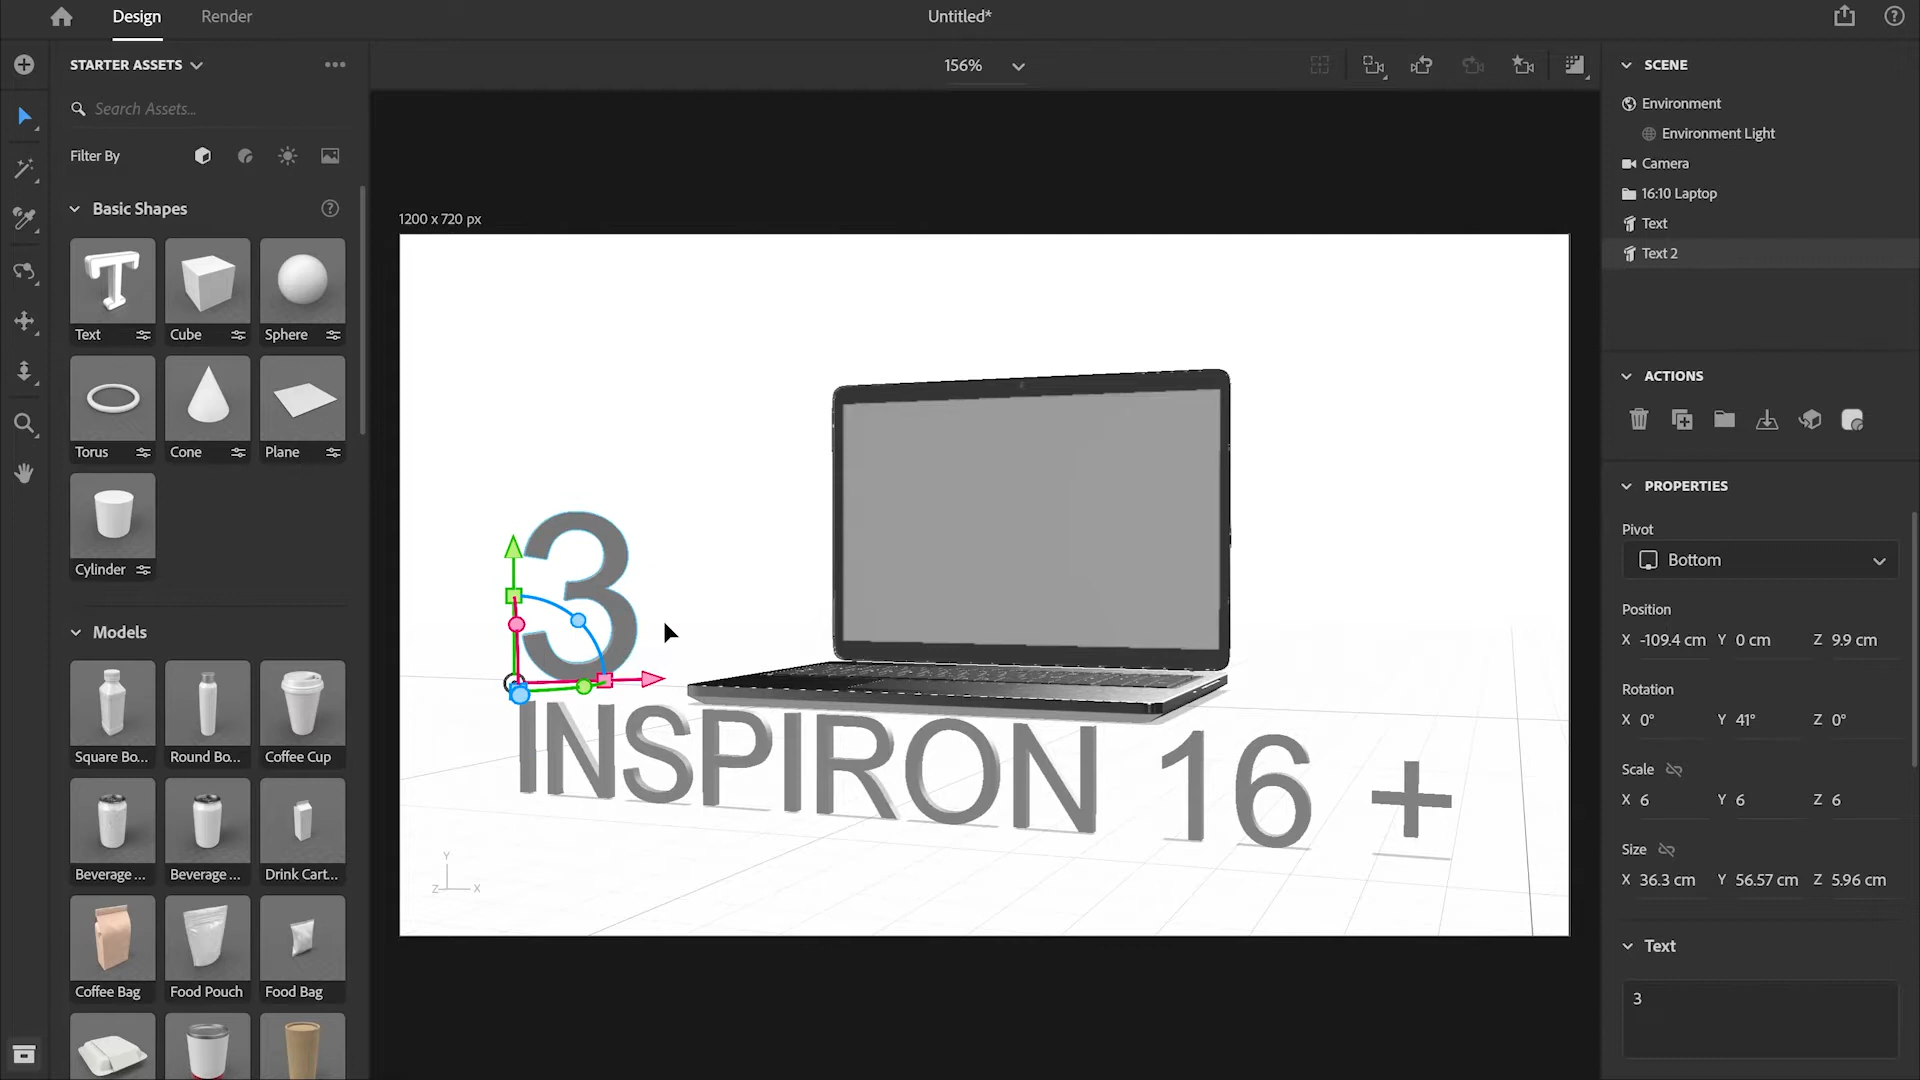 Design
Render
Untitled*
STARTER ASSETS
156%
SCENE
Search Assets...
Environment
Filter By
Environment Light
Camera
16:10 Laptop
Basic Shapes
1200 x 720 px
Text
Text 2
Text
Cube
Sphere
ACTIONS
Torus
Cone
Plane
PROPERTIES
Pivot
Bottom
Cylinder
3
Position
X -109.4 cm Y 0 cm Z 9.9 cm
Models
Rotation
X 0° Y 41° Z 0°
INSPIRON 16 +
Square Bo...
Round Bo...
Coffee Cup
Scale
X 6 Y 6 Z 6
Size
X 36.3 cm Y 56.57 cm Z 5.96 cm
Beverage ...
Beverage ...
Drink Cart...
Y
Z X
Text
Coffee Bag
Food Pouch
Food Bag
3